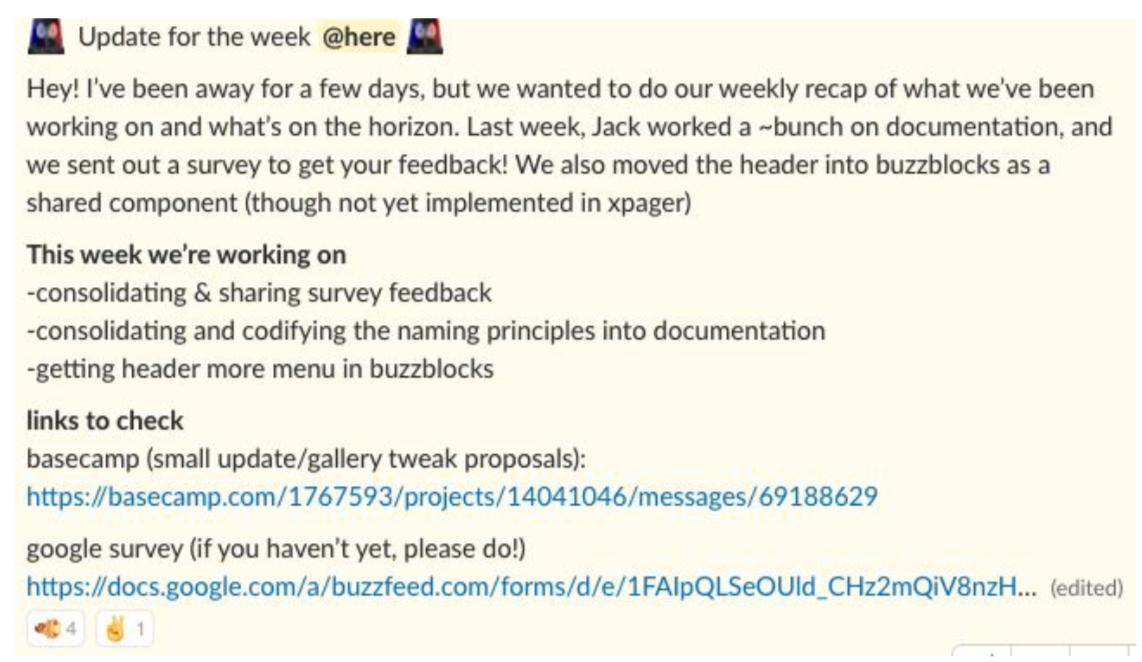 Update for the week @here
Hey! I’ve been away for a few days, but we wanted to do our weekly recap of what we’ve been
working on and what’s on the horizon. Last week, Jack worked a ~bunch on documentation, and
we sent out a survey to get your feedback! We also moved the header into buzzblocks as a
shared component (though not yet implemented in xpager)
This week we’re working on
-consolidating & sharing survey feedback
-consolidating and codifying the naming principles into documentation
-getting header more menu in buzzblocks
links to check
basecamp (small update/gallery tweak proposals):
https://basecamp.com/1767593/projects/14041046/messages/69188629
google survey (if you haven’t yet, please do!)
https://docs.google.com/a/buzzfeed.com/forms/d/e/1FAIpQLSeOUld_CHz2mQiV8nzH... (edited)
4 1